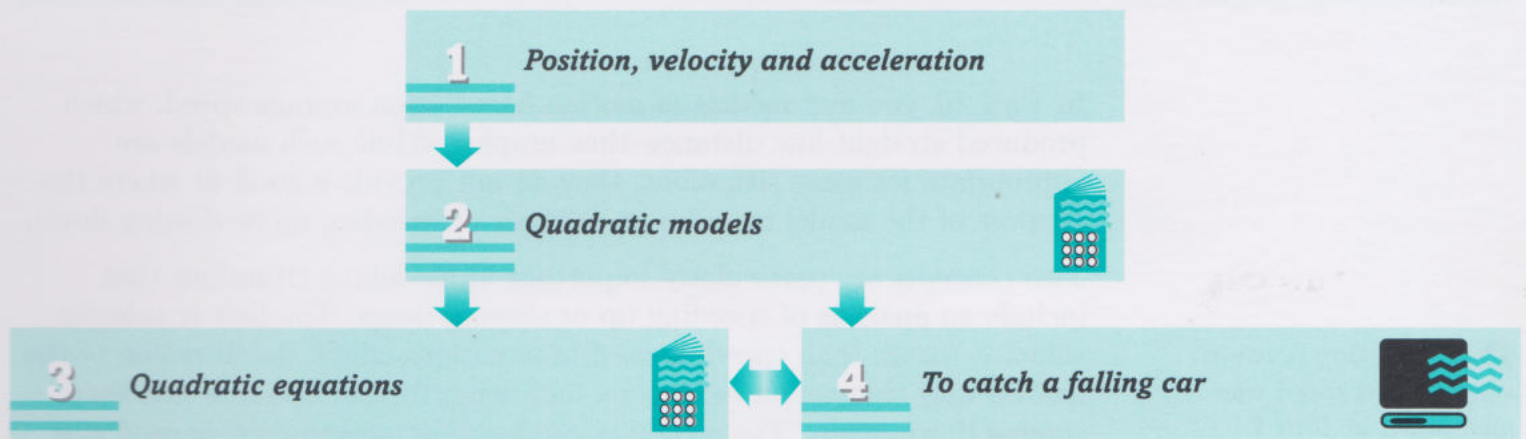 1 Position, velocity and acceleration
2 Quadratic models
3 Quadratic equations
4 To catch a falling car